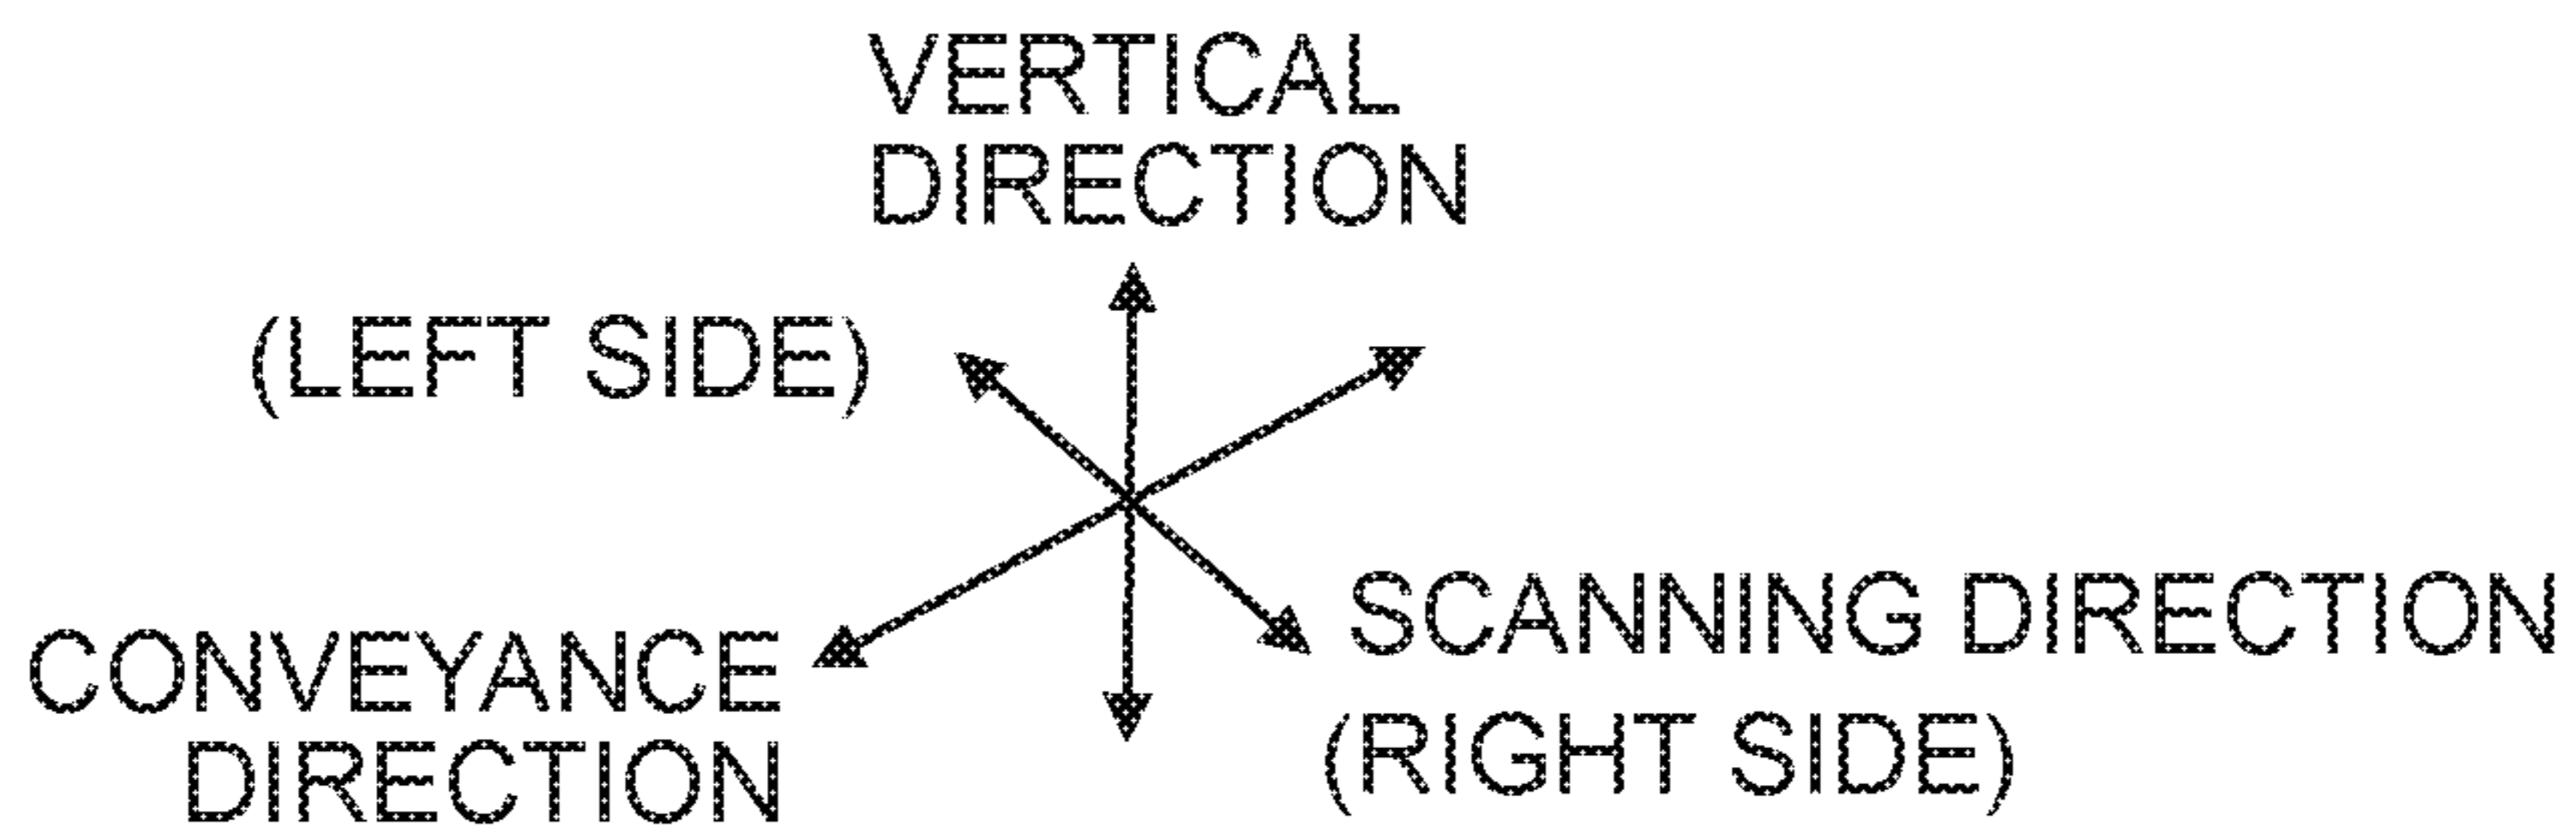 VERTICAL
DIRECTION
(LEFT SIDE)
CONVEYANCE
DIRECTION
SCANNING DIRECTION
(RIGHT SIDE)